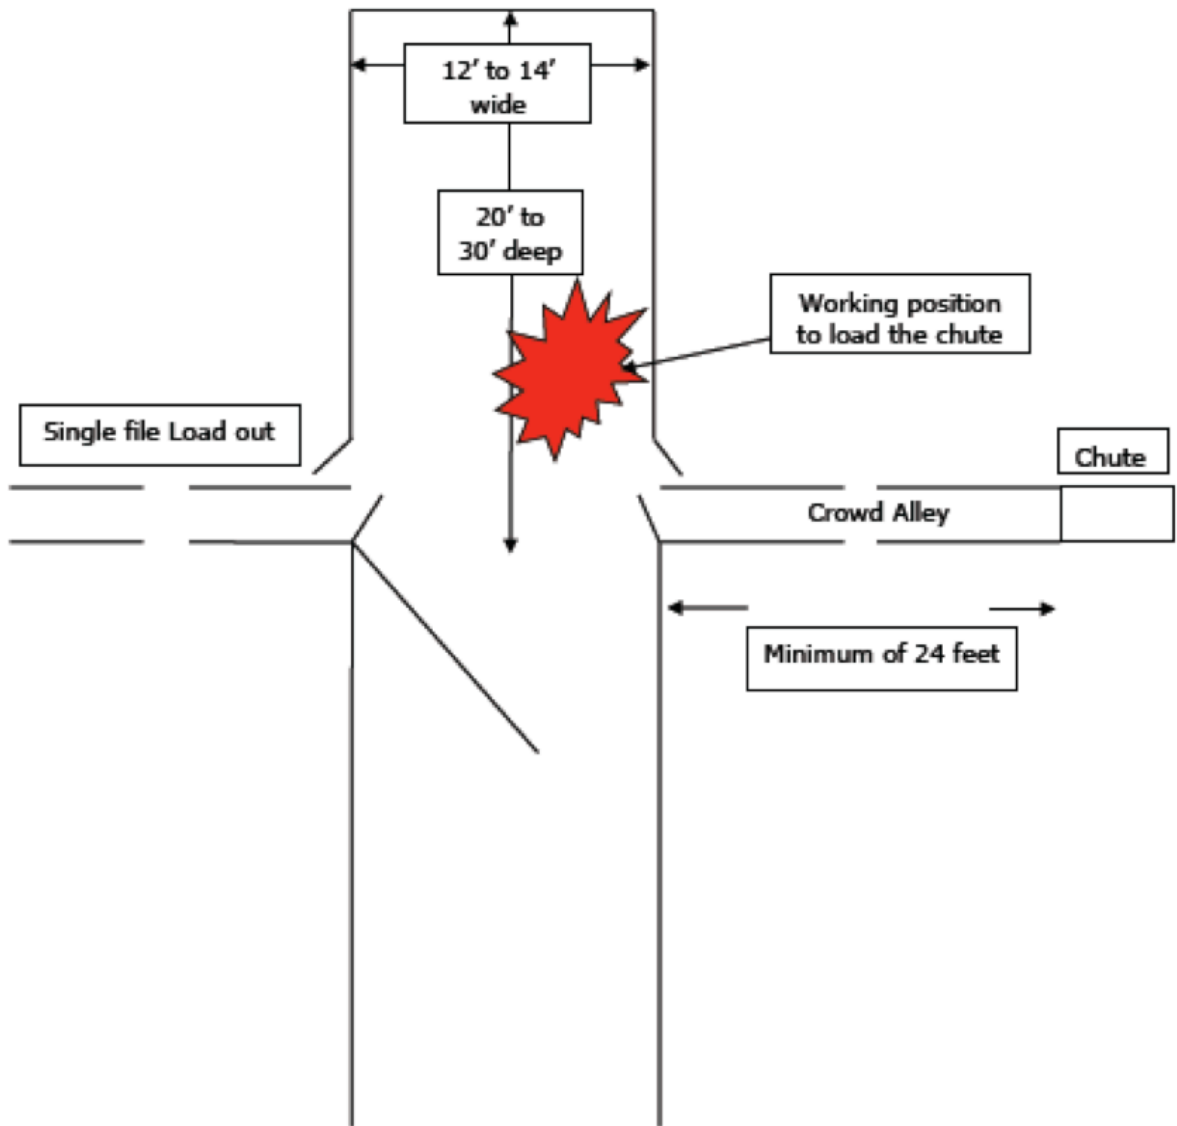 12′ to 14′
wide
20′ to
30′ deep
Working position
to load the chute
Single file Load out
Chute
Crowd Alley
Minimum of 24 feet